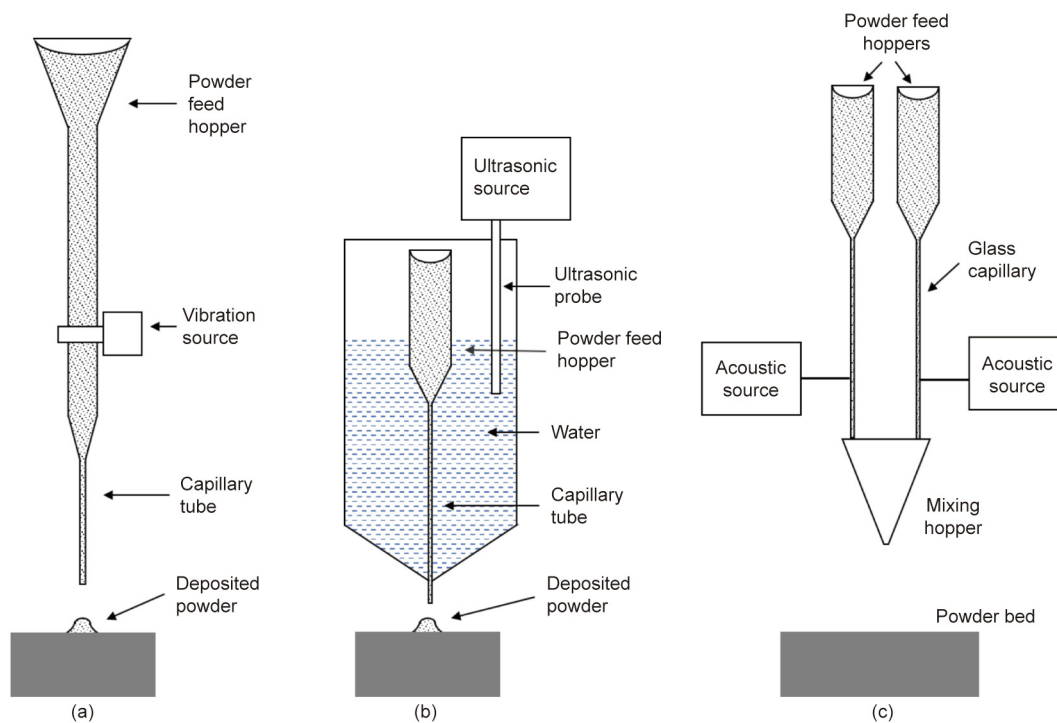 Powder
feed
hopper
Vibration
source
Capillary
tube
Deposited
powder
(a)
Ultrasonic
source
Ultrasonic
probe
Powder feed
hopper
Water
Capillary
tube
Deposited
powder
(b)
Powder feed
hoppers
Glass
capillary
Acoustic
source
Acoustic
source
Mixing
hopper
Powder bed
(c)